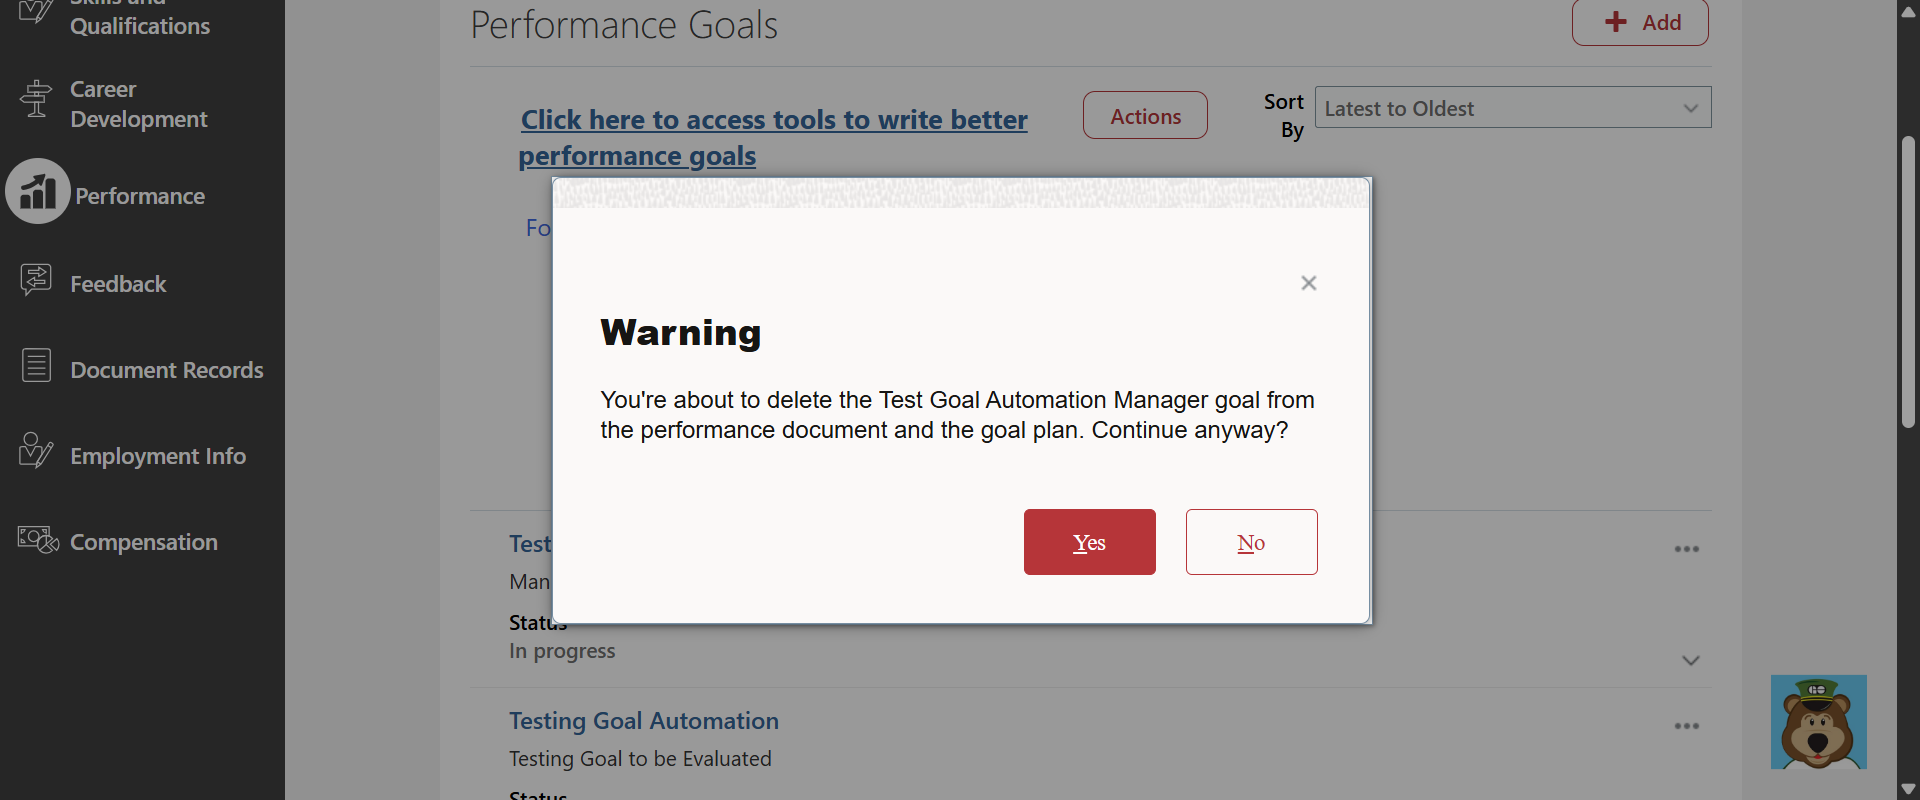 Skills and
Qualifications
Career
Development
Performance
Feedback
Document Records
Employment Info
Compensation
Performance Goals
Add
Click here to access tools to write better
performance goals
Actions
Sort
By
Latest to Oldest
Fo
Warning
You're about to delete the Test Goal Automation Manager goal from
the performance document and the goal plan. Continue anyway?
Yes
No
Test
Man
Status
In progress
Testing Goal Automation
Testing Goal to be Evaluated
Status
GO